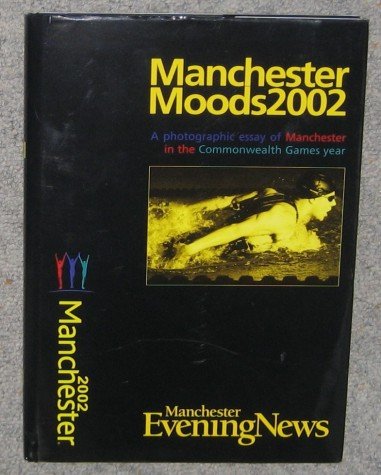 Manchester
Moods2002
A photographic essay of Manchester
in the Commonwealth Games year
Manchester
2002
Manchester
EveningNews